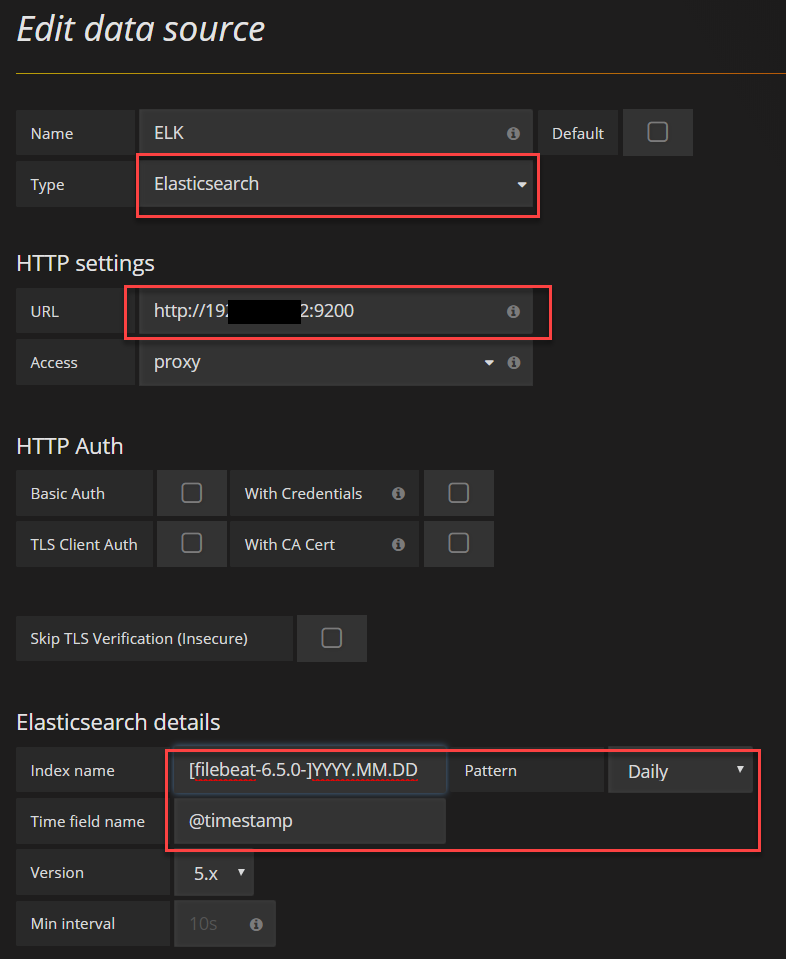 Edit data source
Name ELK Default
Type Elasticsearch
HTTP settings
URL http://192 2:9200
Access proxy
HTTP Auth
Basic Auth With Credentials
TLS Client Auth With CA Cert
Skip TLS Verification (Insecure)
Elasticsearch details
Index name [filebeat-6.5.0-]YYYY.MM.DD Pattern Daily
Time field name @timestamp
Version 5.x
Min interval 10s